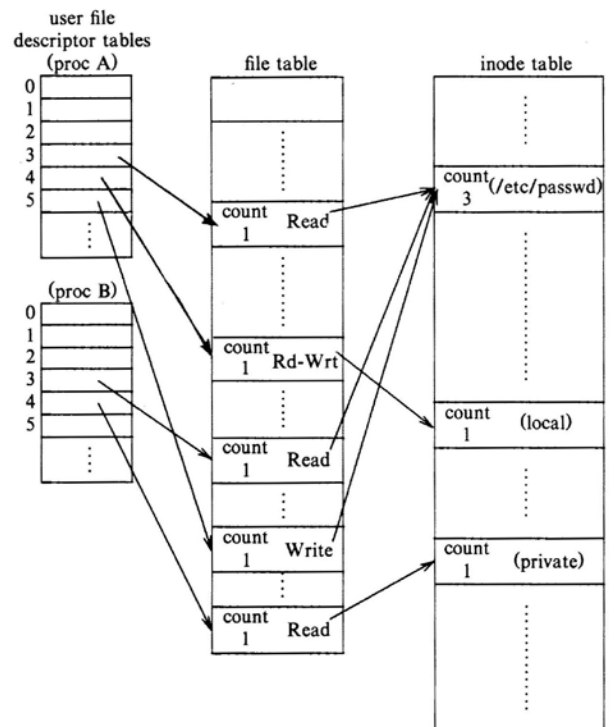 user file
descriptor tables
(proc A)
0
1
2
3
4
5
(proc B)
0
1
2
3
4
5
file table
count
1 Read
count
1 Rd-Wrt
count
1 Read
count
1 Write
count
1 Read
inode table
count
3 (/etc/passwd)
count
1 (local)
count
1 (private)